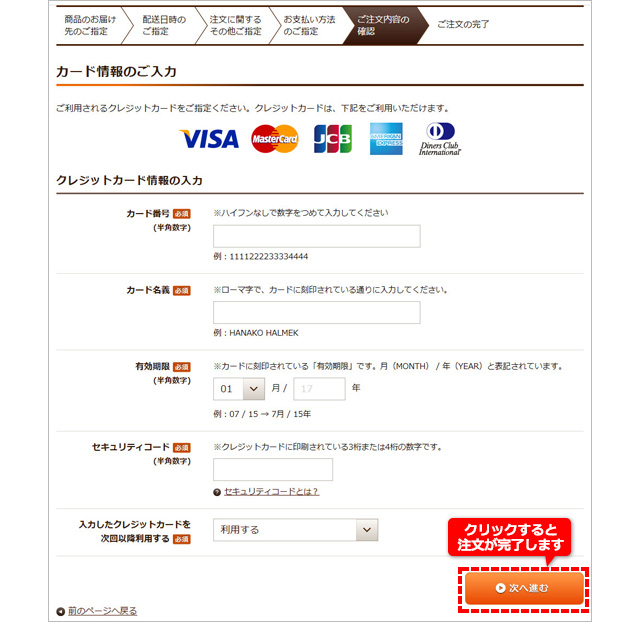 商品のお届け
先のご指定
配送日時の
ご指定
注文に関する
その他ご指定
お支払い方法
のご指定
ご注文内容の
確認
ご注文の完了
カード情報のご入力
ご利用されるクレジットカードをご指定ください。クレジットカードは、下記をご利用いただけます。
VISA
MasterCard
JCB
AMERICAN
EXPRESS
Diners Club
International®
クレジットカード情報の入力
カード番号 必須
(半角数字)
※ハイフンなしで数字をつめて入力してください
例：1111222233334444
カード名義 必須
※ローマ字で、カードに刻印されている通りに入力してください。
例：HANAKO HALMEK
有効期限 必須
(半角数字)
※カードに刻印されている「有効期限」です。月（MONTH） / 年（YEAR）と表記されています。
01 月 / 17 年
例：07 / 15 → 7月 / 15年
セキュリティコード 必須
(半角数字)
※クレジットカードに印刷されている3桁または4桁の数字です。
? セキュリティコードとは？
入力したクレジットカードを
次回以降利用する 必須
利用する
クリックすると
注文が完了します
次へ進む
前のページへ戻る